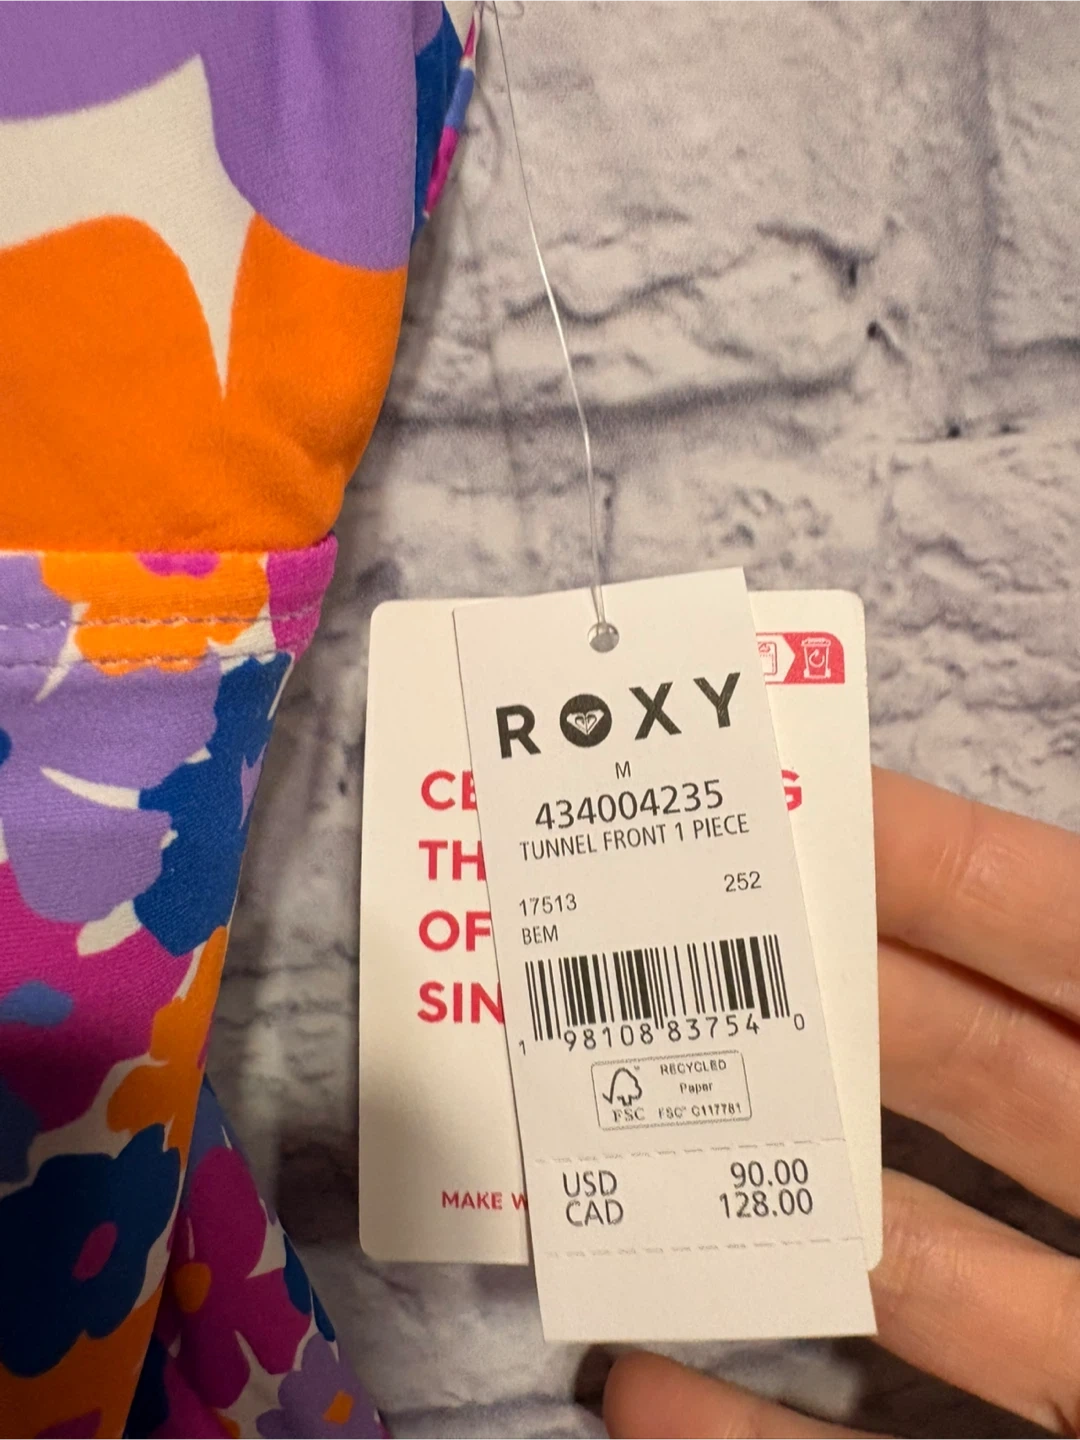 ROXY
M
434004235
TUNNEL FRONT 1 PIECE
17513 252
BEM
1 98108 83754 0
RECYCLED
Paper
FSC FSC® C117781
USD 90.00
CAD 128.00
25
CE G
TH
OF
SIN
MAKE W